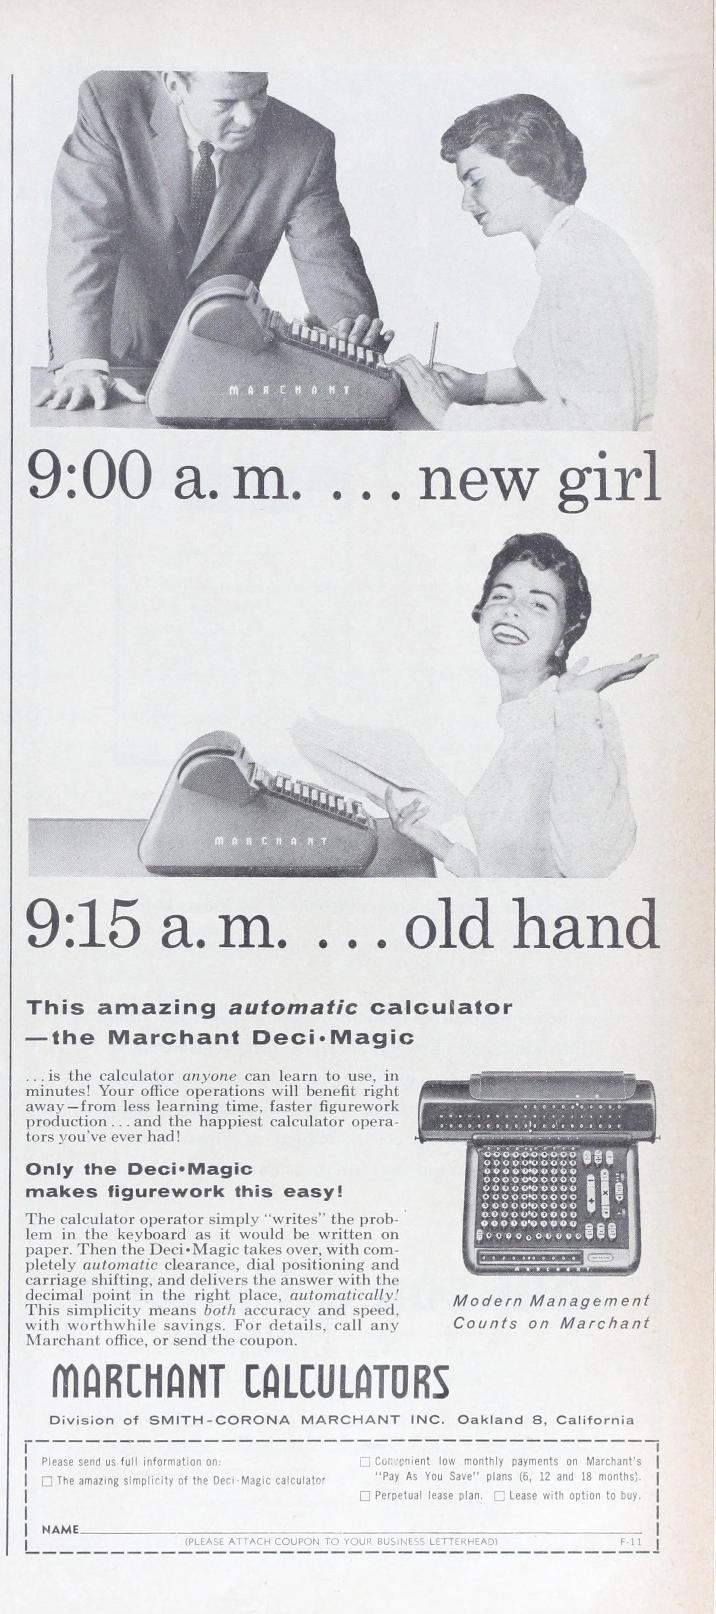 MARCHANT
9:00 a.m. ... new girl
MARCHANT
9:15 a.m. ... old hand
This amazing automatic calculator
—the Marchant Deci•Magic
...is the calculator anyone can learn to use, in
minutes! Your office operations will benefit right
away—from less learning time, faster figurework
production...and the happiest calculator opera-
tors you've ever had!
Only the Deci•Magic
makes figurework this easy!
The calculator operator simply "writes" the prob-
lem in the keyboard as it would be written on
paper. Then the Deci•Magic takes over, with com-
pletely automatic clearance, dial positioning and
carriage shifting, and delivers the answer with the
decimal point in the right place, automatically!
This simplicity means both accuracy and speed,
with worthwhile savings. For details, call any
Marchant office, or send the coupon.
MARCHANT
Modern Management
Counts on Marchant
MARCHANT CALCULATORS
Division of SMITH-CORONA MARCHANT INC. Oakland 8, California
Please send us full information on:
The amazing simplicity of the Deci-Magic calculator
Convenient low monthly payments on Marchant's
"Pay As You Save" plans (6, 12 and 18 months).
Perpetual lease plan. Lease with option to buy.
NAME
(PLEASE ATTACH COUPON TO YOUR BUSINESS LETTERHEAD) F-11